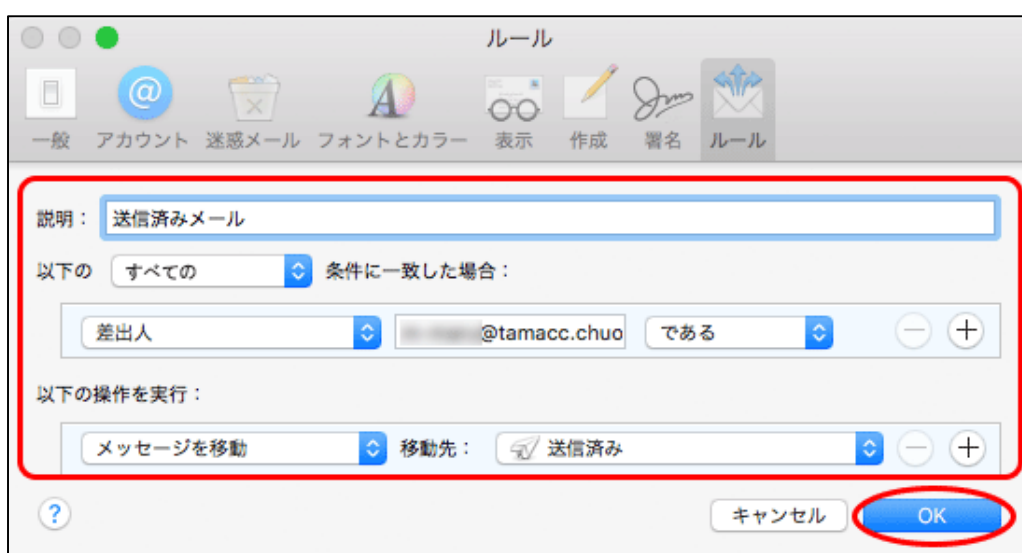 ルール
一般 アカウント 迷惑メール フォントとカラー 表示 作成 署名 ルール
説明： 送信済みメール
以下の すべての 条件に一致した場合：
差出人 @tamacc.chuo である
以下の操作を実行：
メッセージを移動 移動先： 送信済み
? キャンセル OK